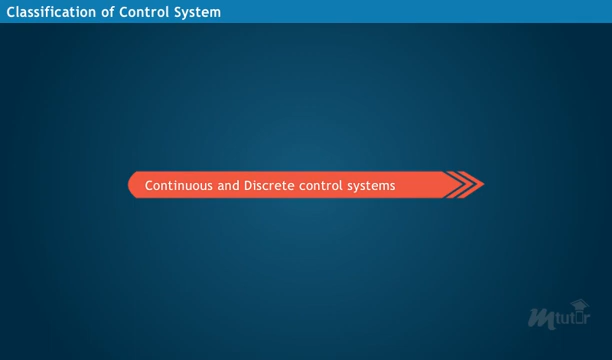 Classification of Control System
Continuous and Discrete control systems
Mtutor